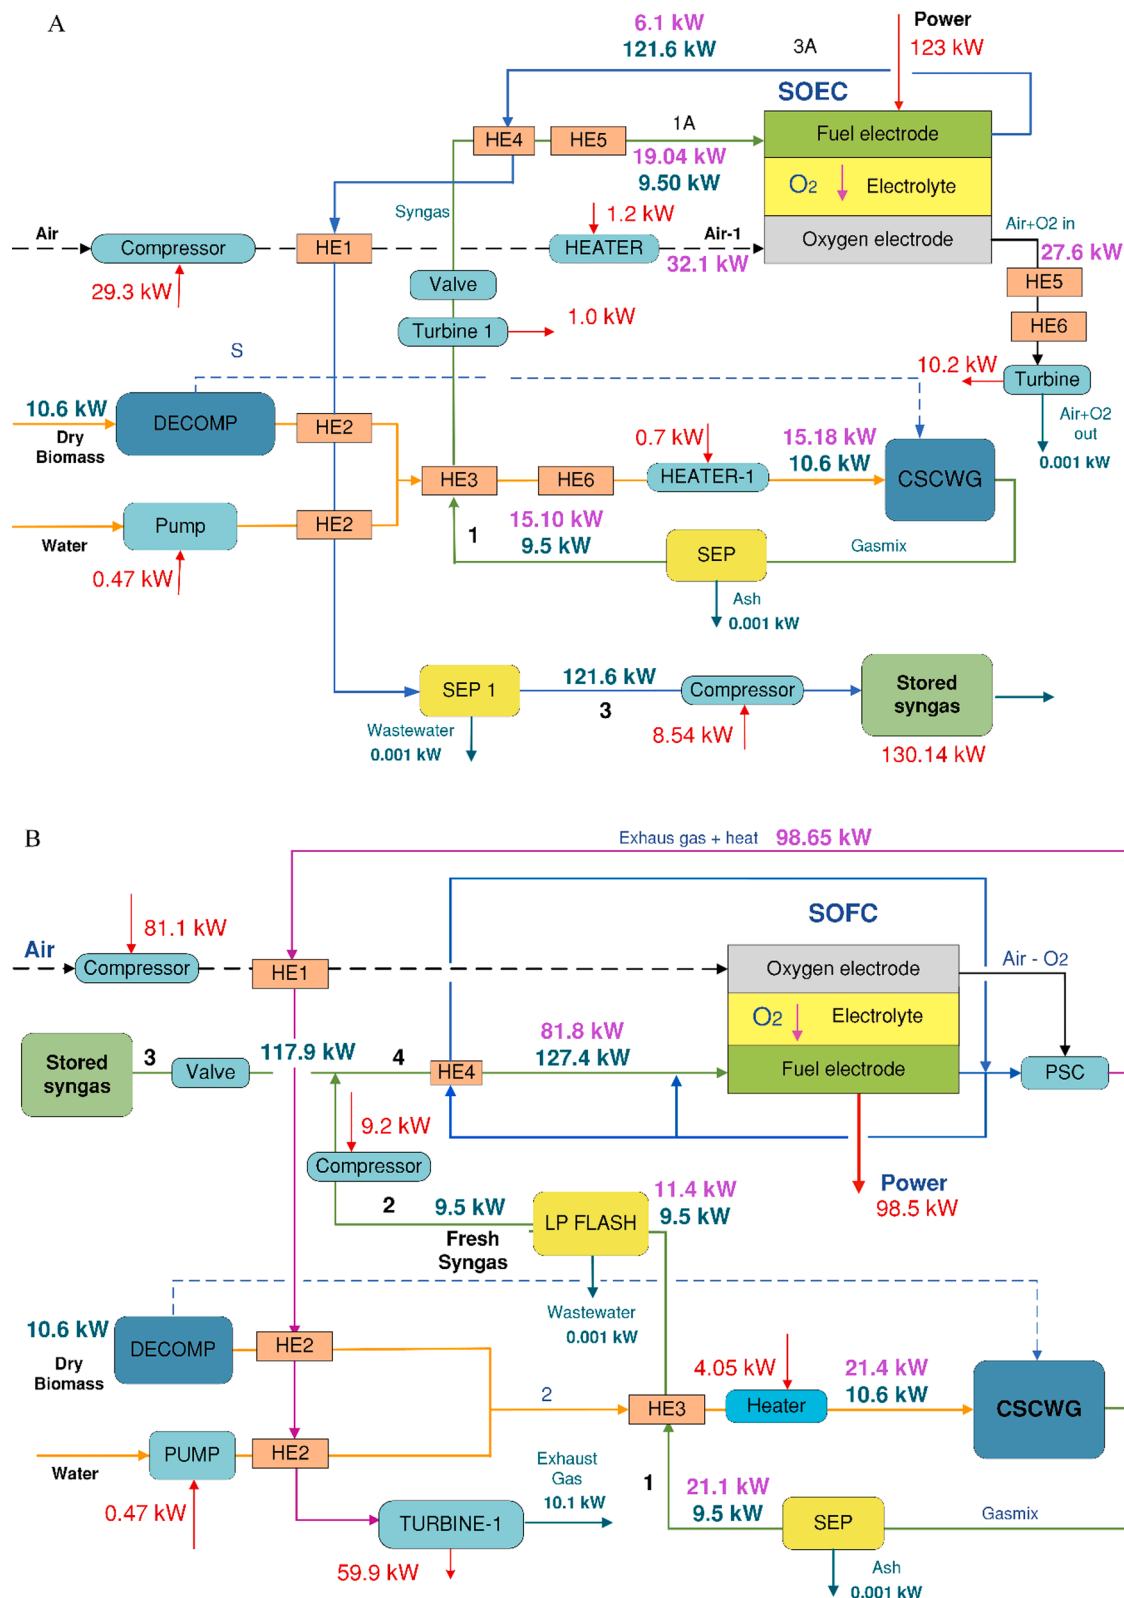 A
6.1 kW
121.6 kW
3A
Power
123 kW
SOEC
HE4
HE5
1A
Fuel electrode
19.04 kW
9.50 kW
O2
Electrolyte
Syngas
1.2 kW
Air
Compressor
HE1
HEATER
Air-1
Oxygen electrode
Air+O2 in
32.1 kW
27.6 kW
29.3 kW
Valve
HE5
Turbine 1
1.0 kW
HE6
S
10.2 kW
Turbine
10.6 kW
DECOMP
HE2
Dry
Biomass
0.7 kW
15.18 kW
10.6 kW
Air+O2
out
0.001 kW
HE3
HE6
HEATER-1
CSCWG
Pump
HE2
Water
1
15.10 kW
9.5 kW
SEP
Gasmix
0.47 kW
Ash
0.001 kW
SEP 1
121.6 kW
3
Compressor
Stored
syngas
Wastewater
0.001 kW
8.54 kW
130.14 kW
B
Exhaus gas + heat
98.65 kW
SOFC
81.1 kW
Air
Compressor
HE1
Oxygen electrode
Air - O2
O2
Electrolyte
Stored
syngas
3
Valve
117.9 kW
4
HE4
81.8 kW
127.4 kW
Fuel electrode
PSC
9.2 kW
Compressor
Power
98.5 kW
2
9.5 kW
Fresh
Syngas
LP FLASH
11.4 kW
9.5 kW
Wastewater
0.001 kW
10.6 kW
DECOMP
HE2
Dry
Biomass
2
4.05 kW
21.4 kW
10.6 kW
HE3
Heater
CSCWG
PUMP
HE2
Water
Exhaust
Gas
10.1 kW
1
21.1 kW
9.5 kW
0.47 kW
TURBINE-1
SEP
Gasmix
59.9 kW
Ash
0.001 kW